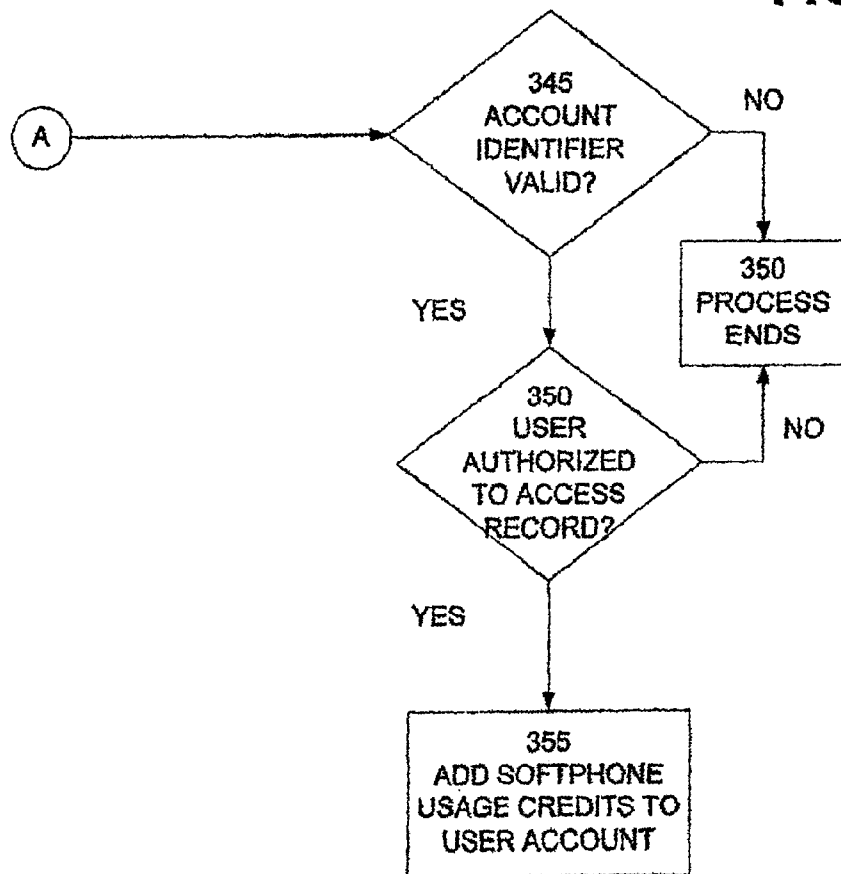 A
345
ACCOUNT
IDENTIFIER
VALID?
NO
350
PROCESS
ENDS
YES
350
USER
AUTHORIZED
TO ACCESS
RECORD?
NO
YES
355
ADD SOFTPHONE
USAGE CREDITS TO
USER ACCOUNT